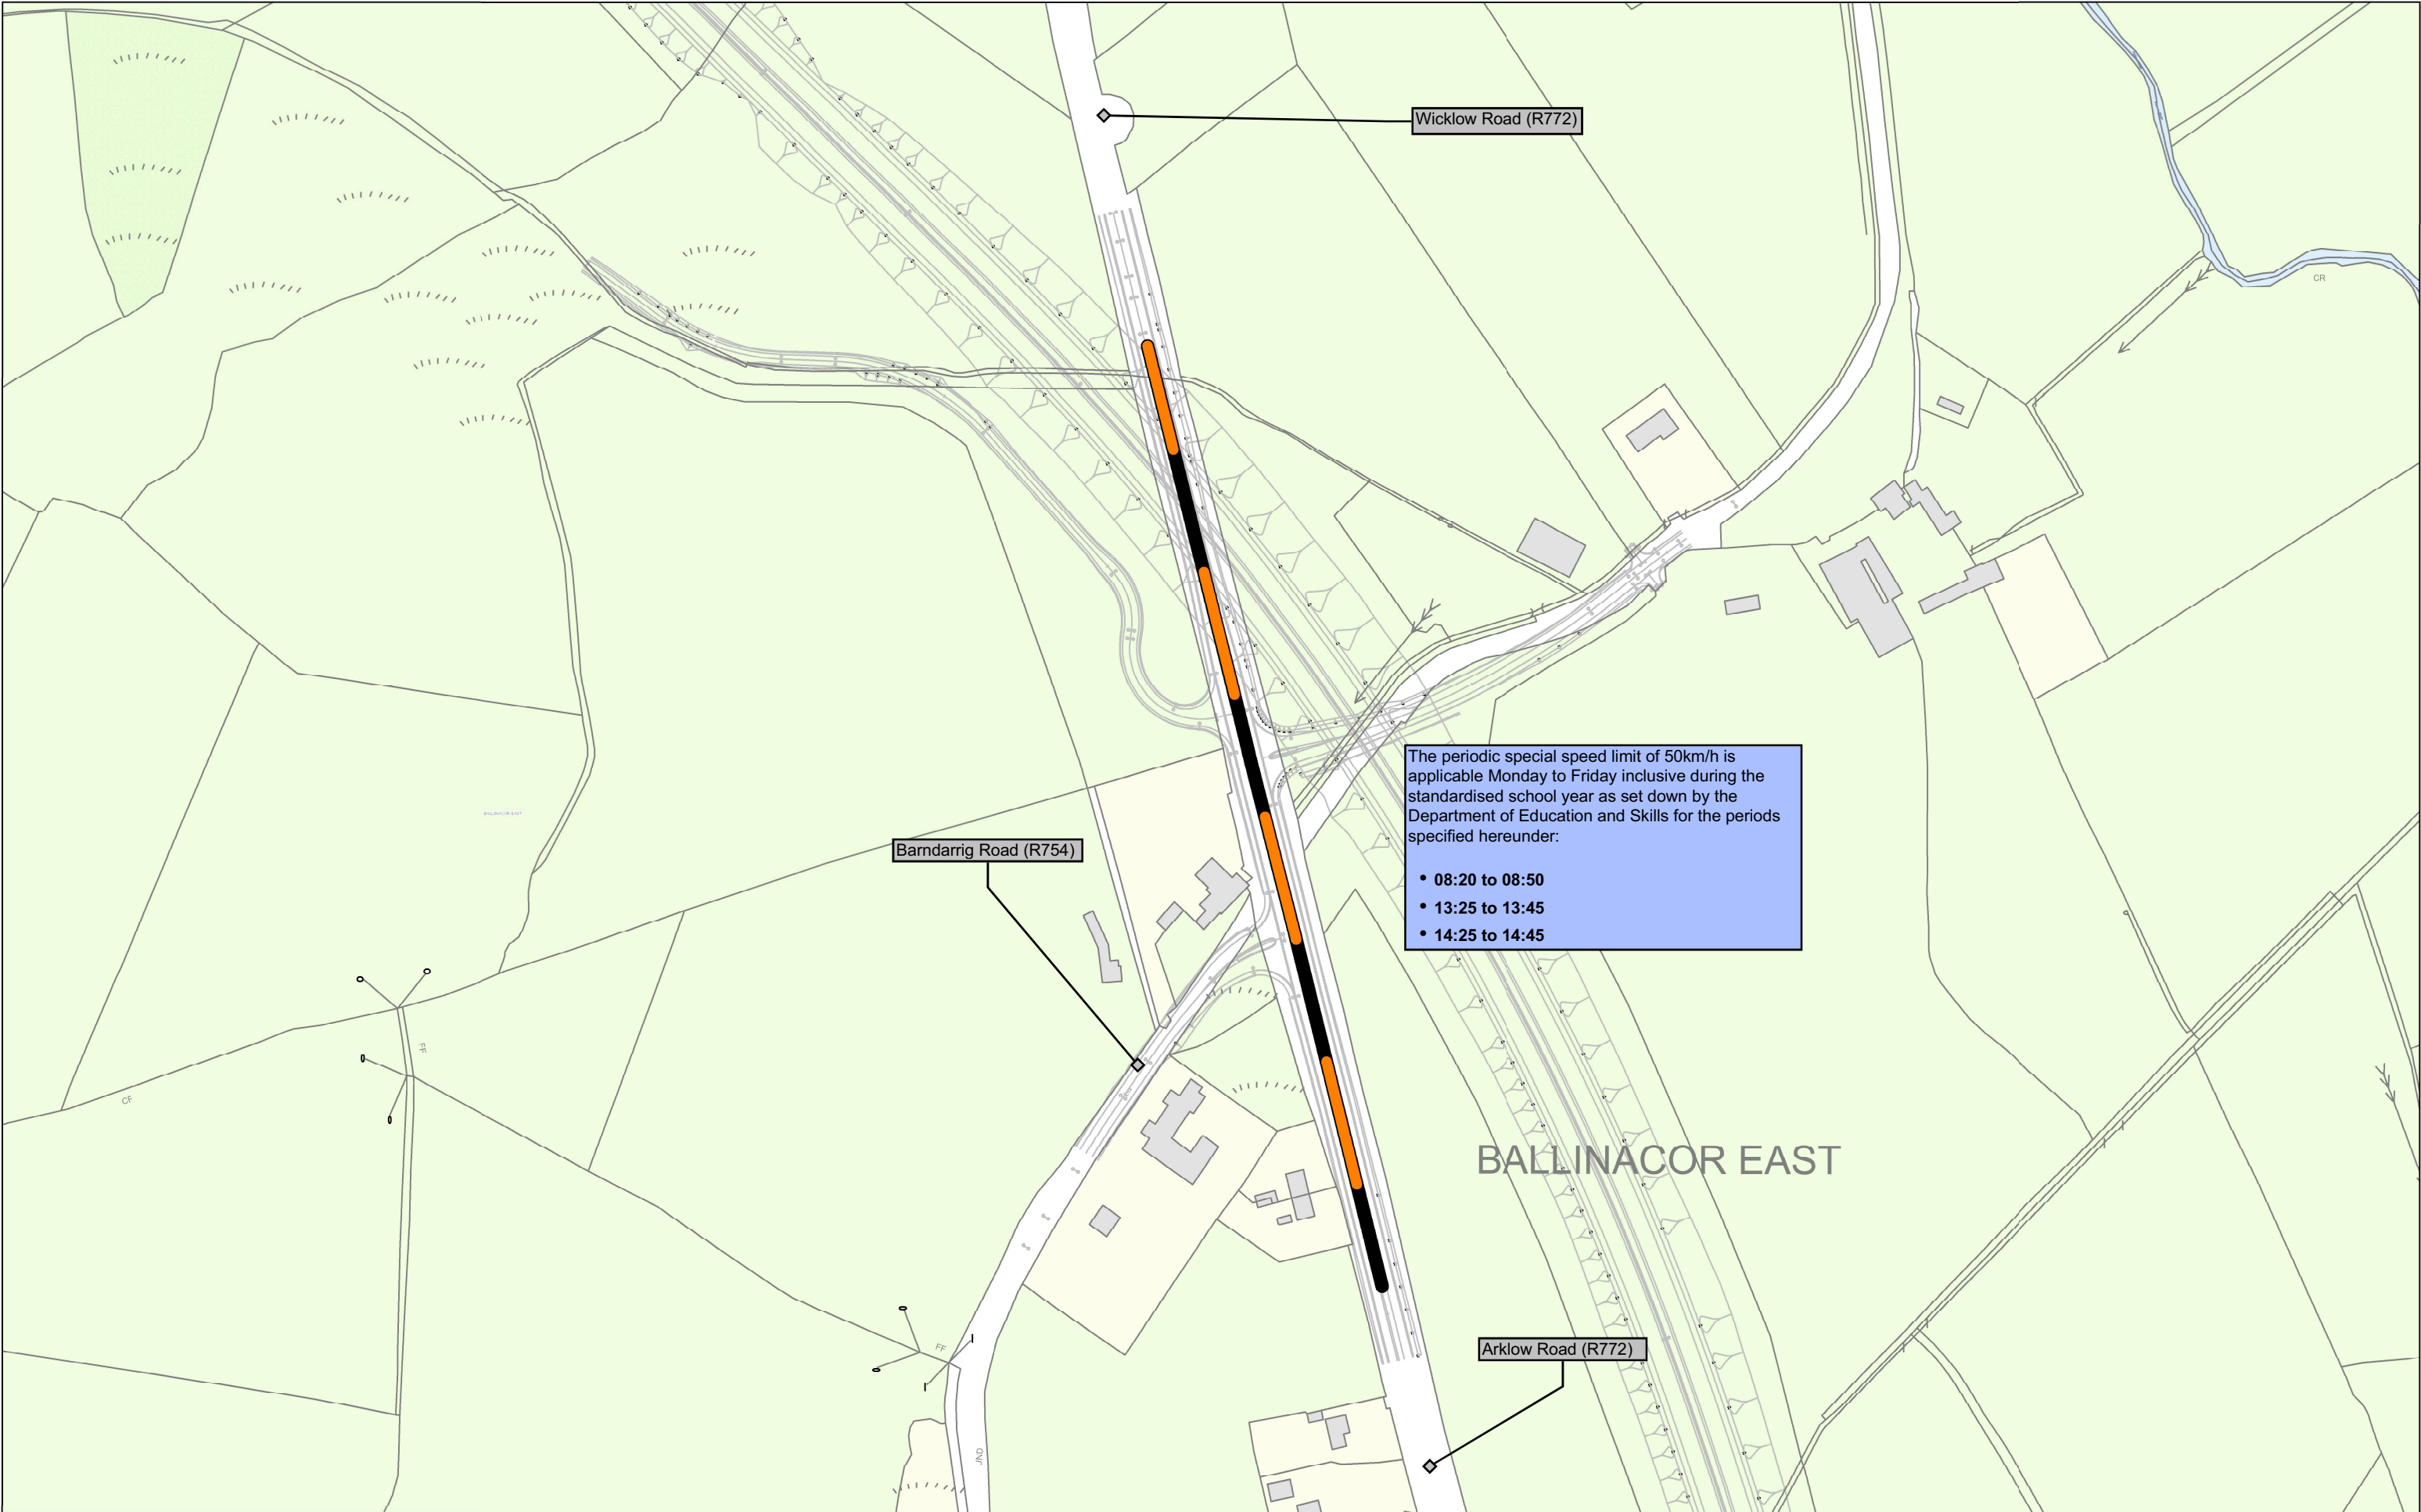 Wicklow Road (R772)
CR
The periodic special speed limit of 50km/h is
applicable Monday to Friday inclusive during the
standardised school year as set down by the
Department of Education and Skills for the periods
specified hereunder:
• 08:20 to 08:50
• 13:25 to 13:45
• 14:25 to 14:45
BALLINACOR EAST
Barndarrig Road (R754)
FF
CF
BALLINACOR EAST
Arklow Road (R772)
FF
UND